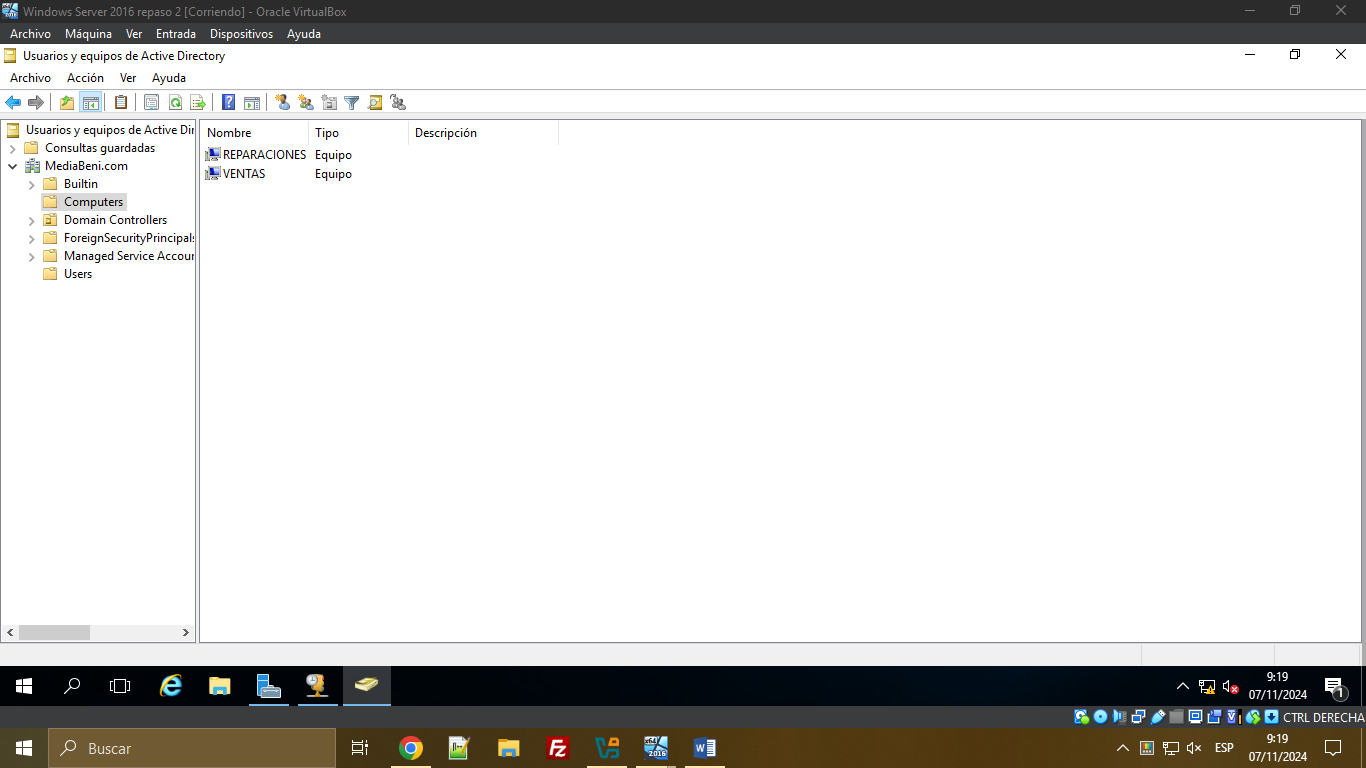 Windows Server 2016 repaso 2 [Corriendo] - Oracle VirtualBox
Archivo Máquina Ver Entrada Dispositivos Ayuda
Usuarios y equipos de Active Directory
Archivo Acción Ver Ayuda
Usuarios y equipos de Active Dir
Consultas guardadas
MediaBeni.com
Builtin
Computers
Domain Controllers
ForeignSecurityPrincipals
Managed Service Accour
Users
Nombre Tipo Descripción
REPARACIONES Equipo
VENTAS Equipo
9:19
07/11/2024
1
CTRL DERECHA
Buscar
x64
2016
ESP
9:19
07/11/2024